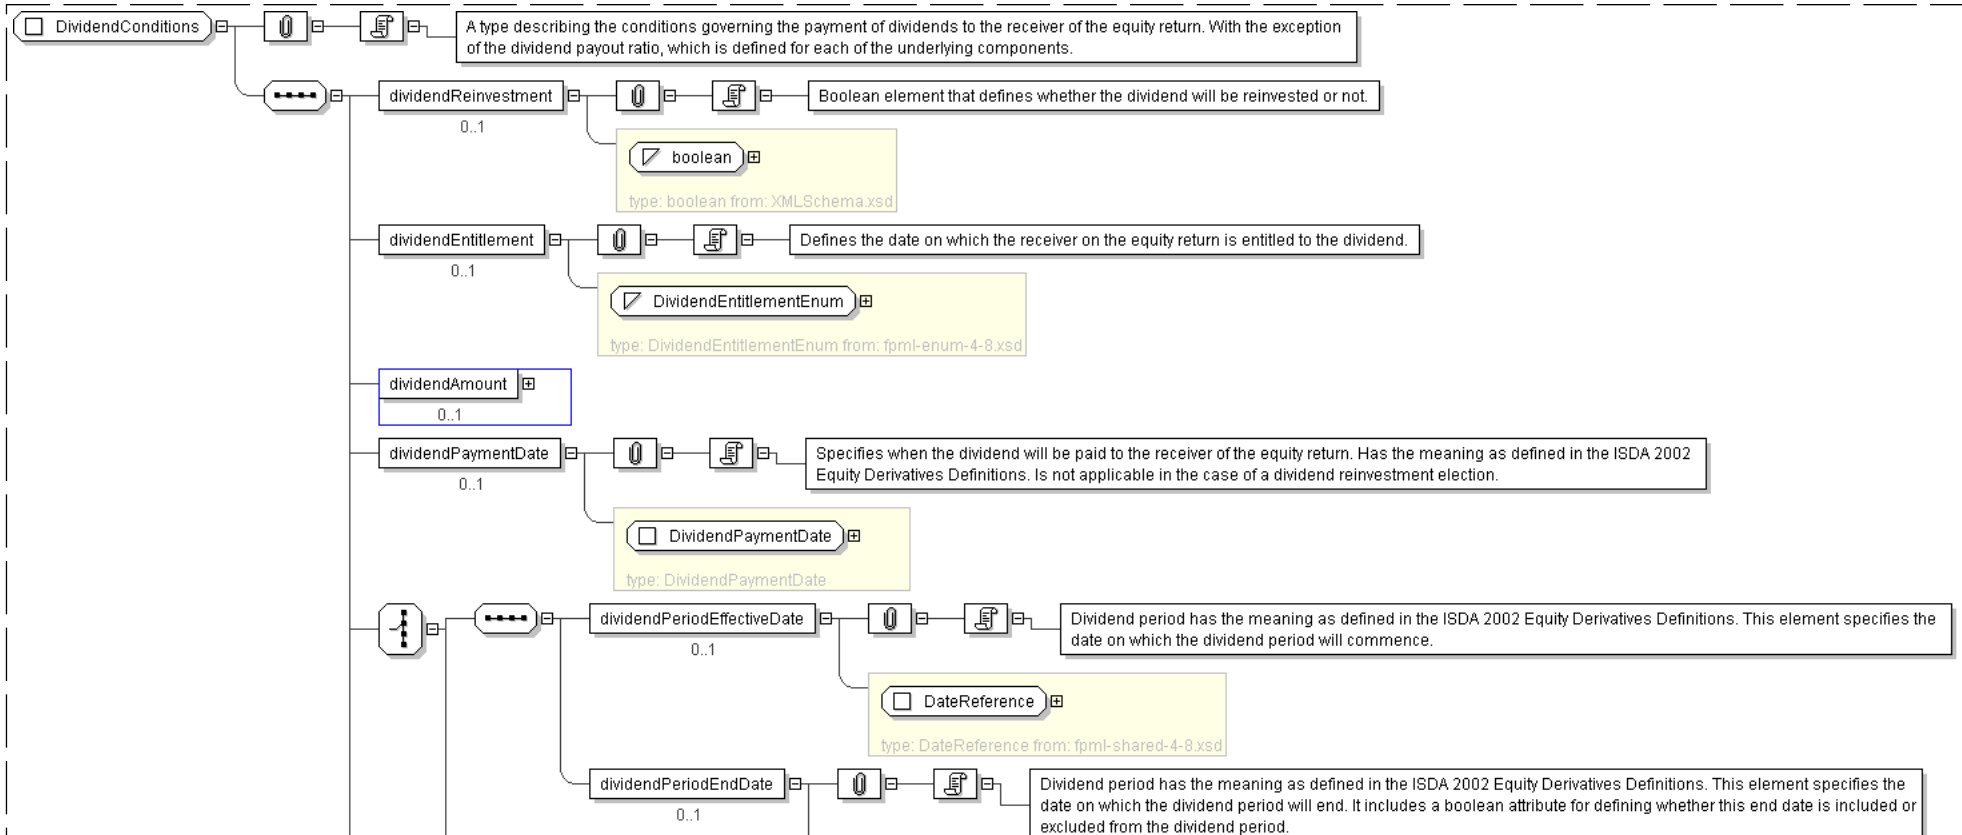 DividendConditions
A type describing the conditions governing the payment of dividends to the receiver of the equity return. With the exception
of the dividend payout ratio, which is defined for each of the underlying components.
dividendReinvestment
Boolean element that defines whether the dividend will be reinvested or not.
0..1
boolean
type: boolean from: XMLSchema.xsd
dividendEntitlement
Defines the date on which the receiver on the equity return is entitled to the dividend.
0..1
DividendEntitlementEnum
type: DividendEntitlementEnum from: fpml-enum-4-8.xsd
dividendAmount
0..1
dividendPaymentDate
Specifies when the dividend will be paid to the receiver of the equity return. Has the meaning as defined in the ISDA 2002
Equity Derivatives Definitions. Is not applicable in the case of a dividend reinvestment election.
0..1
DividendPaymentDate
type: DividendPaymentDate
dividendPeriodEffectiveDate
Dividend period has the meaning as defined in the ISDA 2002 Equity Derivatives Definitions. This element specifies the
date on which the dividend period will commence.
0..1
DateReference
type: DateReference from: fpml-shared-4-8.xsd
dividendPeriodEndDate
Dividend period has the meaning as defined in the ISDA 2002 Equity Derivatives Definitions. This element specifies the
date on which the dividend period will end. It includes a boolean attribute for defining whether this end date is included or
excluded from the dividend period.
0..1